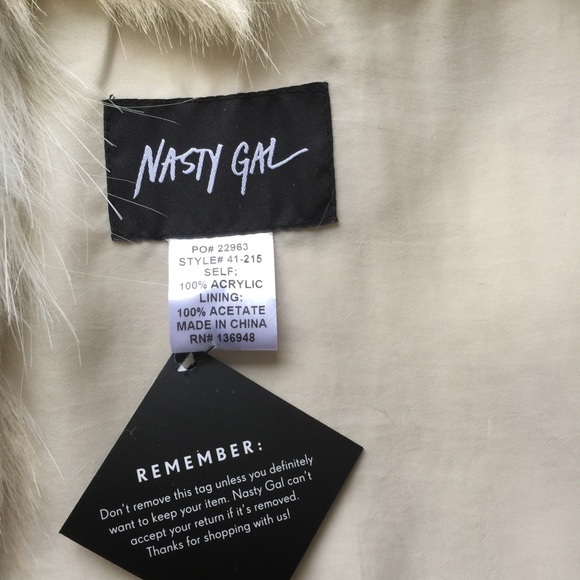 NASTY GAL
PO# 22963
STYLE# 41-215
SELF:
100% ACRYLIC
LINING:
100% ACETATE
MADE IN CHINA
RN# 136948
REMEMBER:
Don't remove this tag unless you definitely
want to keep your item. Nasty Gal can't
accept your return if it's removed.
Thanks for shopping with us!